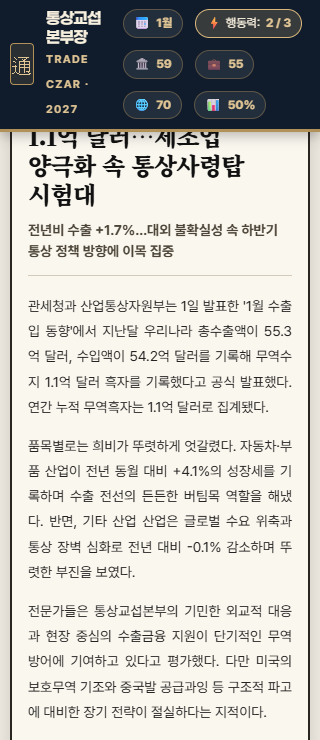 通
통상교섭
본부장
TRADE
CZAR ·
2027
1월
행동력: 2 / 3
59
55
70
50%
1.1억 달러…제조업
양극화 속 통상사령탑
시험대
전년비 수출 +1.7%…대외 불확실성 속 하반기
통상 정책 방향에 이목 집중
관세청과 산업통상자원부는 1일 발표한 '1월 수출
입 동향'에서 지난달 우리나라 총수출액이 55.3
억 달러, 수입액이 54.2억 달러를 기록해 무역수
지 1.1억 달러 흑자를 기록했다고 공식 발표했다.
연간 누적 무역흑자는 1.1억 달러로 집계됐다.
품목별로는 희비가 뚜렷하게 엇갈렸다. 자동차·부
품 산업이 전년 동월 대비 +4.1%의 성장세를 기
록하며 수출 전선의 든든한 버팀목 역할을 해냈
다. 반면, 기타 산업 산업은 글로벌 수요 위축과
통상 장벽 심화로 전년 대비 -0.1% 감소하며 뚜
렷한 부진을 보였다.
전문가들은 통상교섭본부의 기민한 외교적 대응
과 현장 중심의 수출금융 지원이 단기적인 무역
방어에 기여하고 있다고 평가했다. 다만 미국의
보호무역 기조와 중국발 공급과잉 등 구조적 파고
에 대비한 장기 전략이 절실하다는 지적이다.